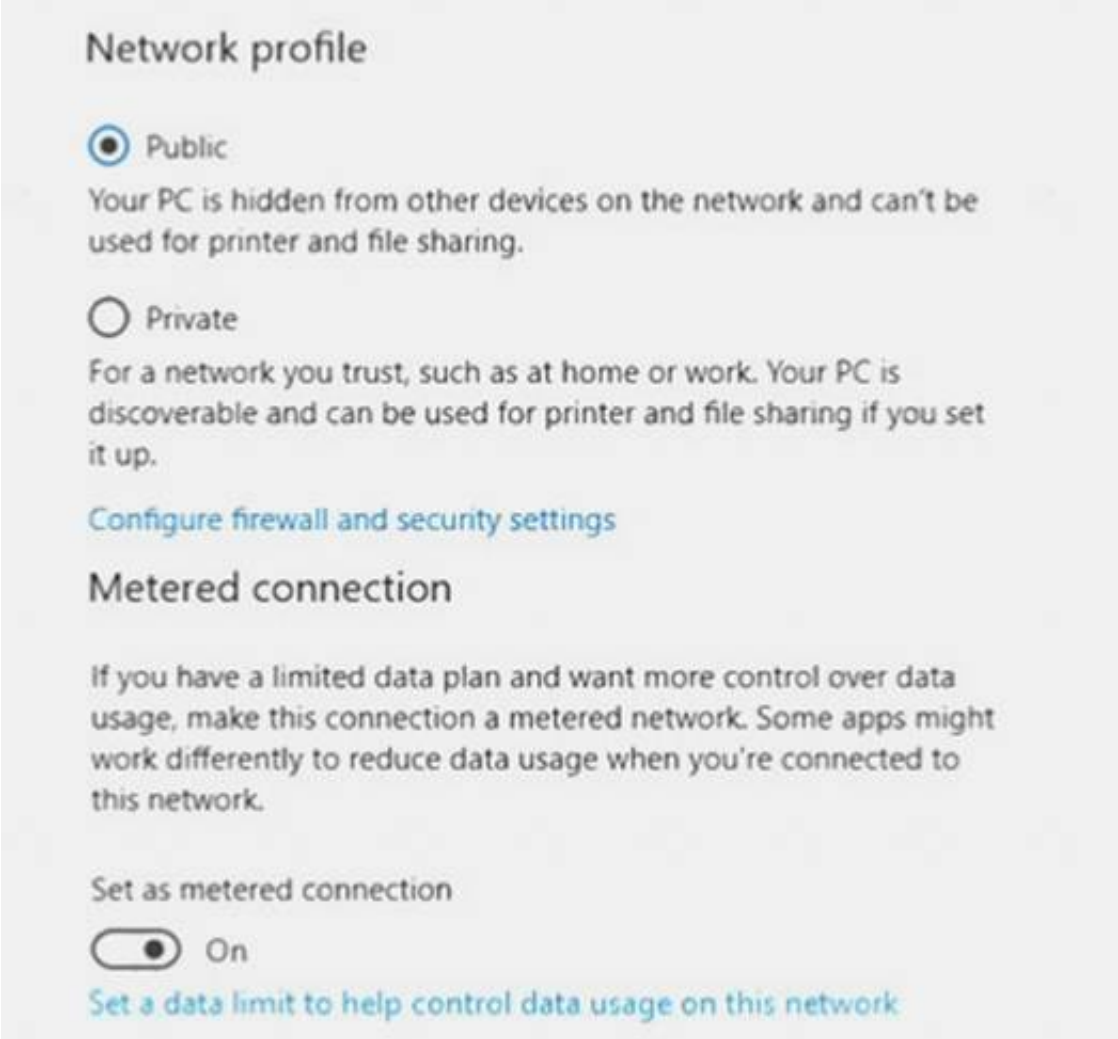 Network profile
Public
Your PC is hidden from other devices on the network and can't be
used for printer and file sharing.
Private
For a network you trust, such as at home or work. Your PC is
discoverable and can be used for printer and file sharing if you set
it up.
Configure firewall and security settings
Metered connection
If you have a limited data plan and want more control over data
usage, make this connection a metered network. Some apps might
work differently to reduce data usage when you're connected to
this network.
Set as metered connection
On
Set a data limit to help control data usage on this network